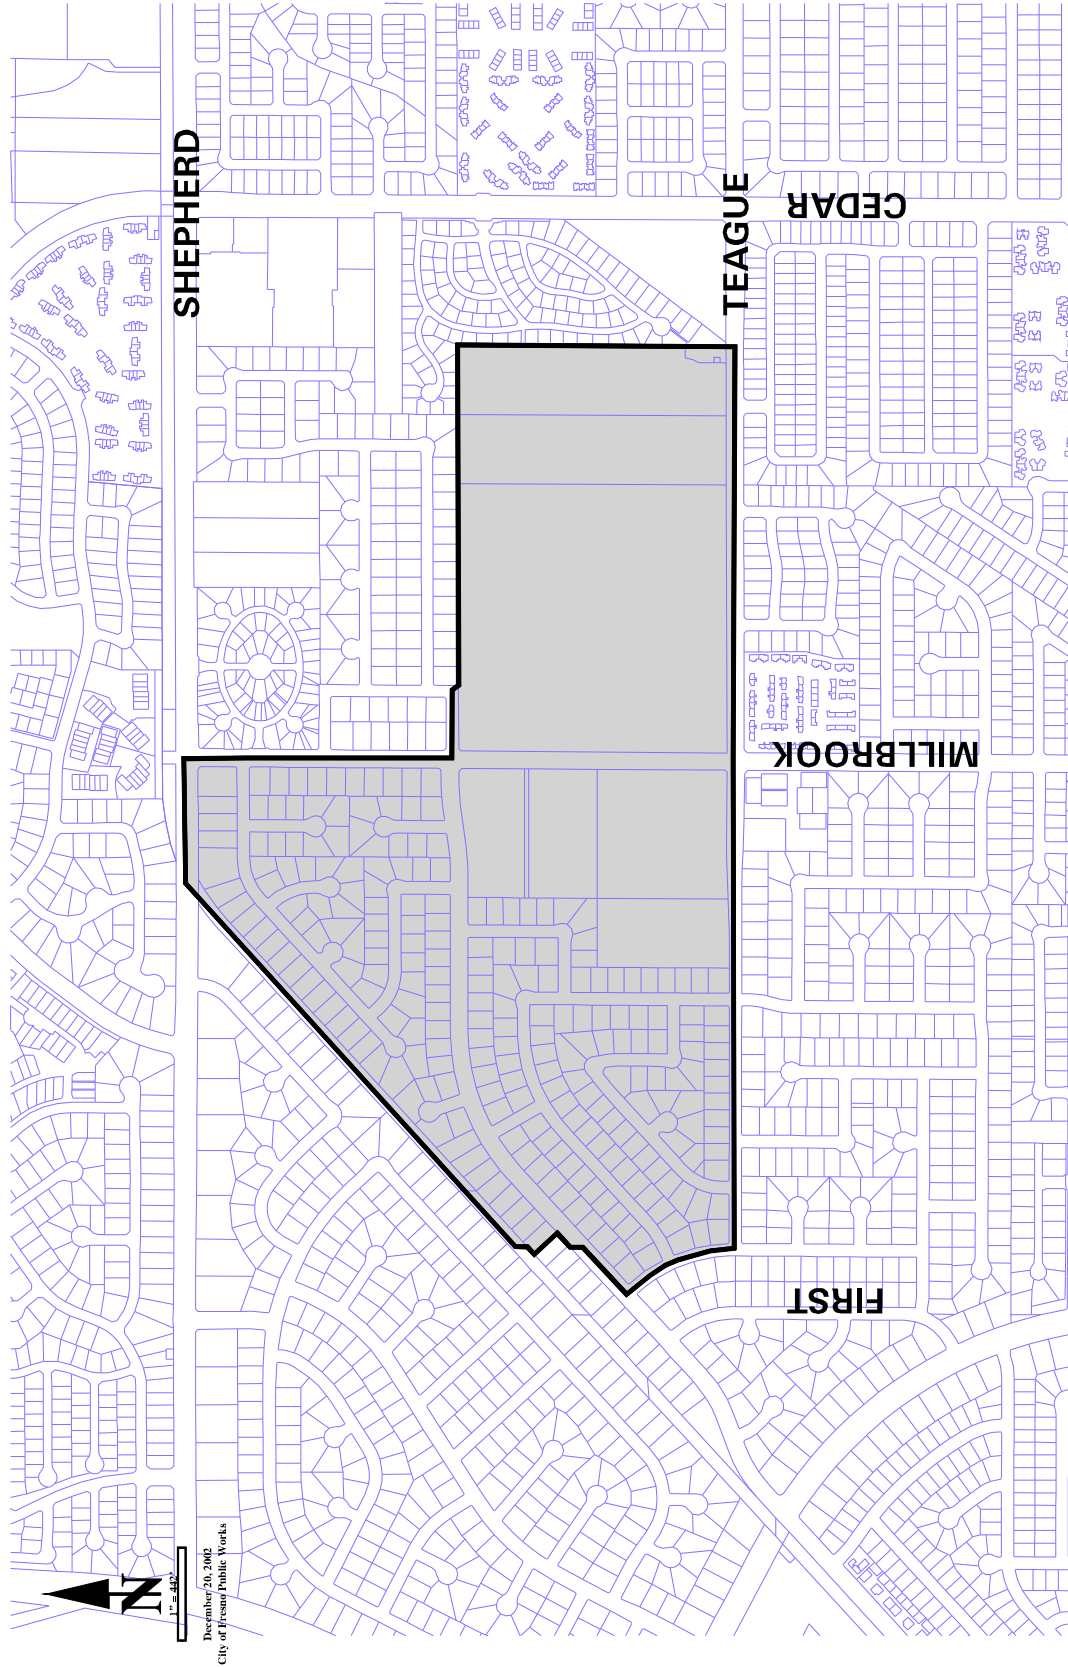 SHEPHERD
TEAGUE
CEDAR
MILLBROOK
FIRST
N
1" = 442'
December 20, 2002
City of Fresno Public Works